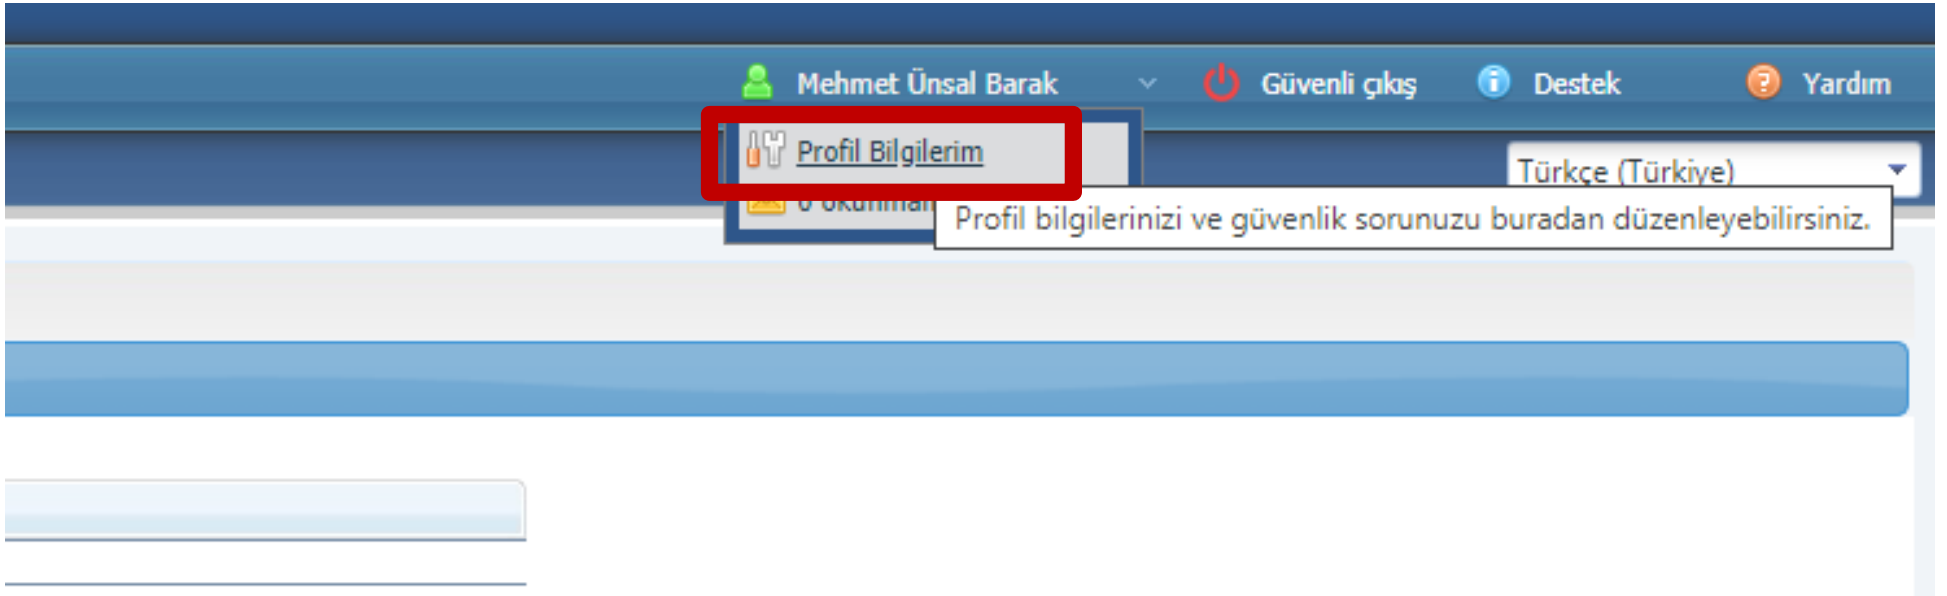 Mehmet Ünsal Barak
Güvenli çıkış
Destek
Yardım
Profil Bilgilerim
Türkçe (Türkiye)
Profil bilgilerinizi ve güvenlik sorunuzu buradan düzenleyebilirsiniz.